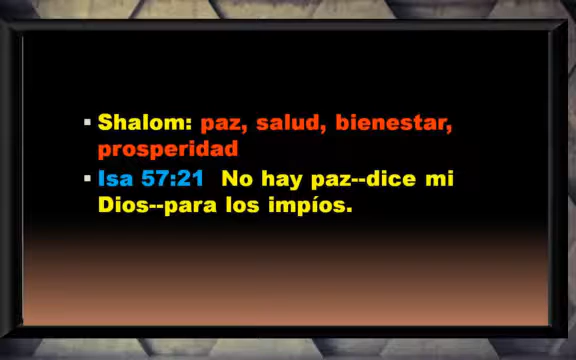 ▪ Shalom: paz, salud, bienestar,
prosperidad
▪ Isa 57:21  No hay paz--dice mi
Dios--para los impíos.